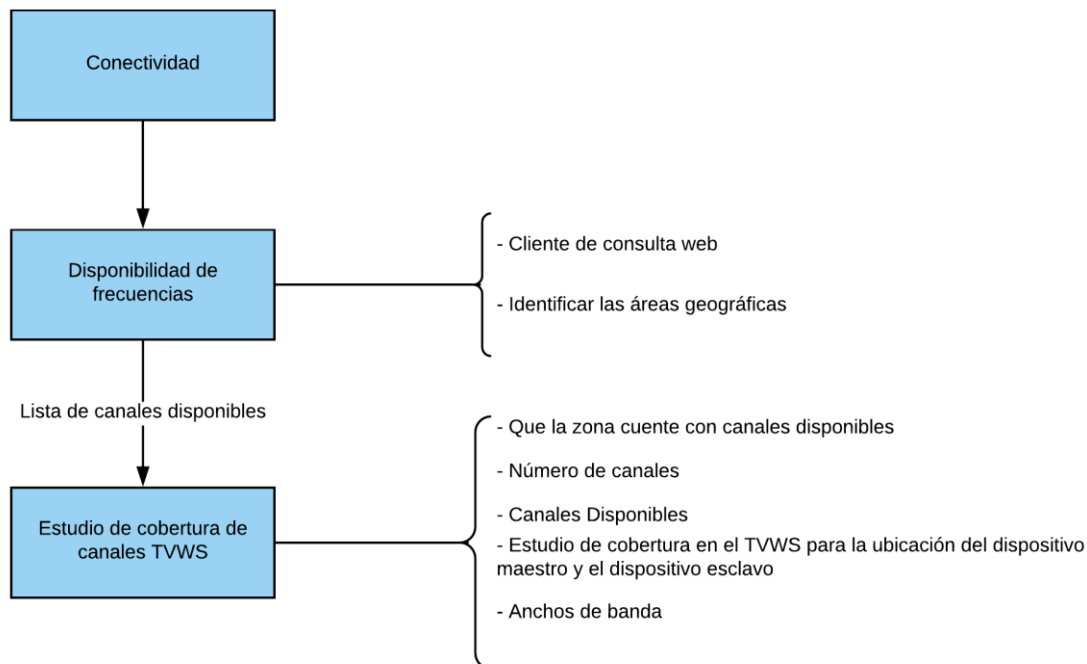 Conectividad
Disponibilidad de
frecuencias
- Cliente de consulta web
- Identificar las áreas geográficas
Lista de canales disponibles
Estudio de cobertura de
canales TVWS
- Que la zona cuente con canales disponibles
- Número de canales
- Canales Disponibles
- Estudio de cobertura en el TVWS para la ubicación del dispositivo
maestro y el dispositivo esclavo
- Anchos de banda